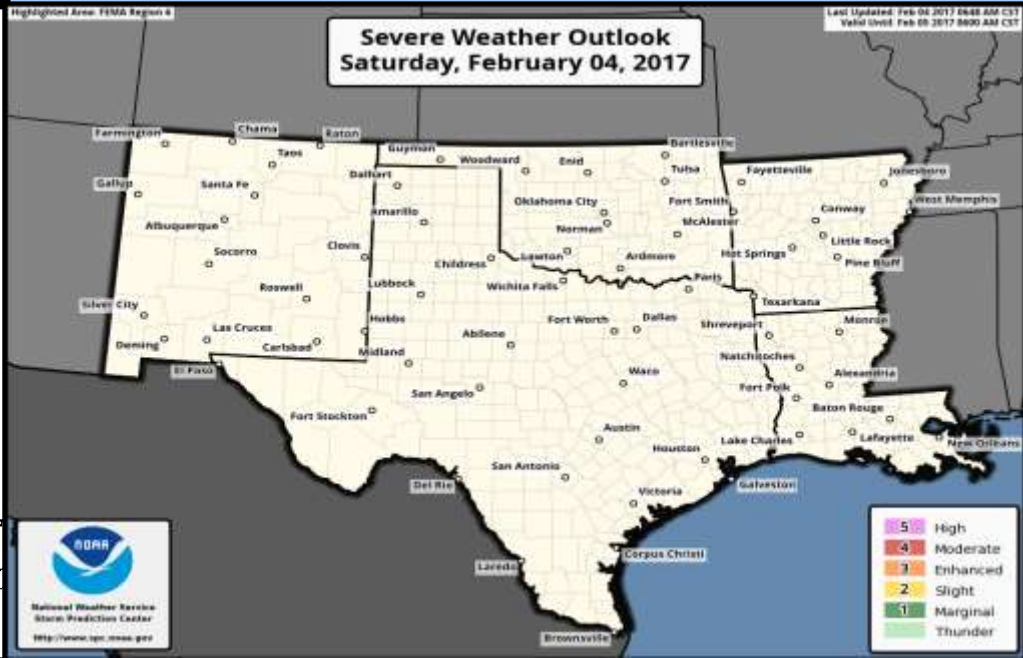 Highlighted Area: FEMA Region 6
Last Updated: Feb 04 2017 0648 AM CST
Valid Until: Feb 05 2017 0600 AM CST
Severe Weather Outlook
Saturday, February 04, 2017
Farmington
Chama
Raton
Taos
Guymon
Woodward
Enid
Bartlesville
Gallup
Santa Fe
Dalhart
Tulsa
Fayetteville
Jonesboro
Albuquerque
Amarillo
Oklahoma City
Fort Smith
Conway
West Memphis
Norman
McAlester
Socorro
Clovis
Childress
Lawton
Ardmore
Hot Springs
Little Rock
Pine Bluff
Roswell
Lubbock
Wichita Falls
Paris
Texarkana
Silver City
Las Cruces
Hobbs
Abilene
Fort Worth
Dallas
Shreveport
Monroe
Deming
Carlsbad
Midland
Natchitoches
El Paso
San Angelo
Waco
Fort Polk
Alexandria
Fort Stockton
Austin
Baton Rouge
Houston
Lake Charles
Lafayette
New Orleans
San Antonio
Del Rio
Victoria
Galveston
Laredo
Corpus Christi
Brownsville
NOAA
National Weather Service
Storm Prediction Center
http://www.spc.noaa.gov
5 High
4 Moderate
3 Enhanced
2 Slight
1 Marginal
Thunder